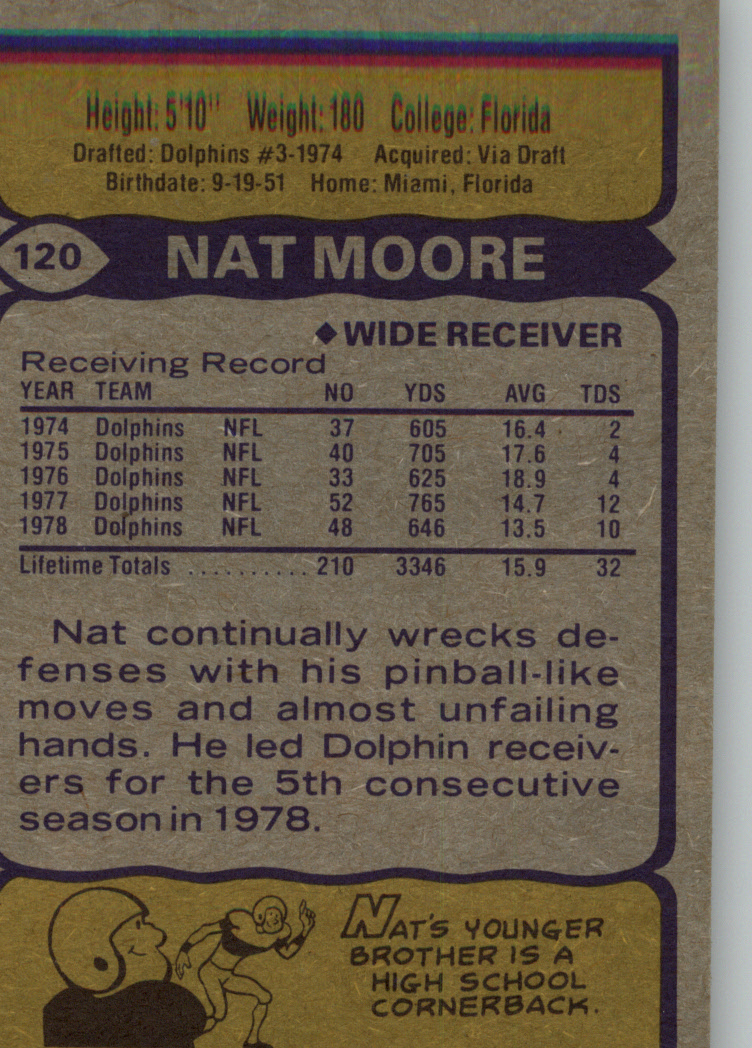 Height: 5'10" Weight: 180 College: Florida
Drafted: Dolphins #3-1974 Acquired: Via Draft
Birthdate: 9-19-51 Home: Miami, Florida
120 NAT MOORE
◆ WIDE RECEIVER
Receiving Record
YEAR TEAM NO YDS AVG TDS
1974 Dolphins NFL 37 605 16.4 2
1975 Dolphins NFL 40 705 17.6 4
1976 Dolphins NFL 33 625 18.9 4
1977 Dolphins NFL 52 765 14.7 12
1978 Dolphins NFL 48 646 13.5 10
Lifetime Totals .......... 210 3346 15.9 32
Nat continually wrecks de-
fenses with his pinball-like
moves and almost unfailing
hands. He led Dolphin receiv-
ers for the 5th consecutive
season in 1978.
NAT'S YOUNGER
BROTHER IS A
HIGH SCHOOL
CORNERBACK.